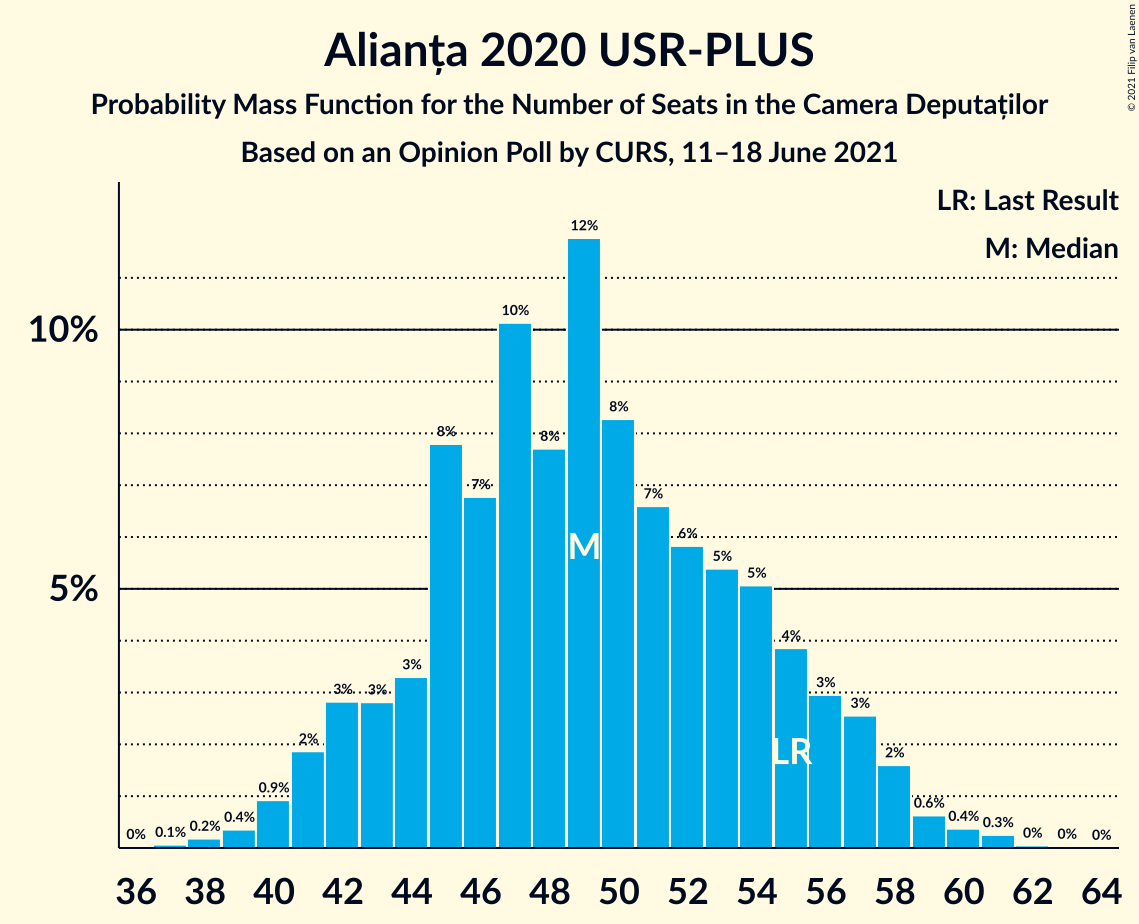 Alianța 2020 USR-PLUS
Probability Mass Function for the Number of Seats in the Camera Deputaților
Based on an Opinion Poll by CURS, 11–18 June 2021
© 2021 Filip van Laenen
LR: Last Result
M: Median
10%
5%
0% 0.1% 0.2% 0.4% 0.9% 2% 3% 3% 3% 8% 7% 10% 8% 12% 8% 7% 6% 5% 5% 4% 3% 3% 2% 0.6% 0.4% 0.3% 0% 0% 0%
M
LR
36 38 40 42 44 46 48 50 52 54 56 58 60 62 64